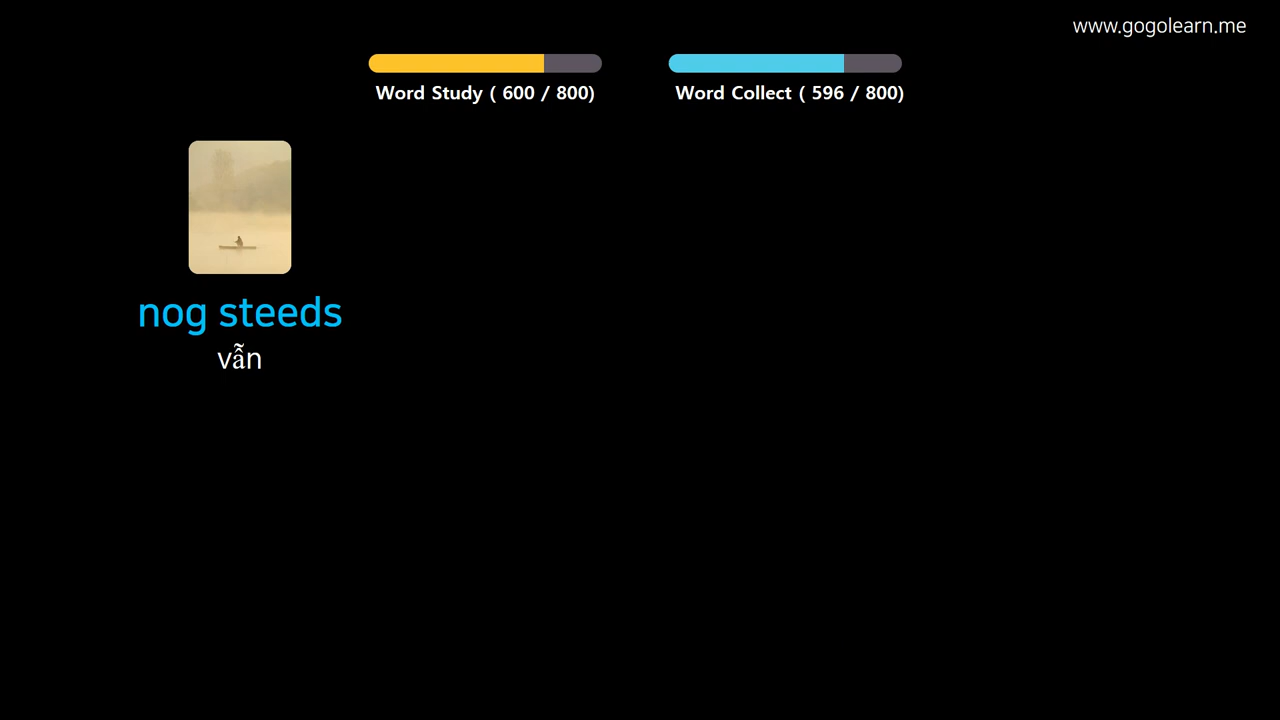 www.gogolearn.me
Word Study ( 600 / 800)
Word Collect ( 596 / 800)
nog steeds
vẫn